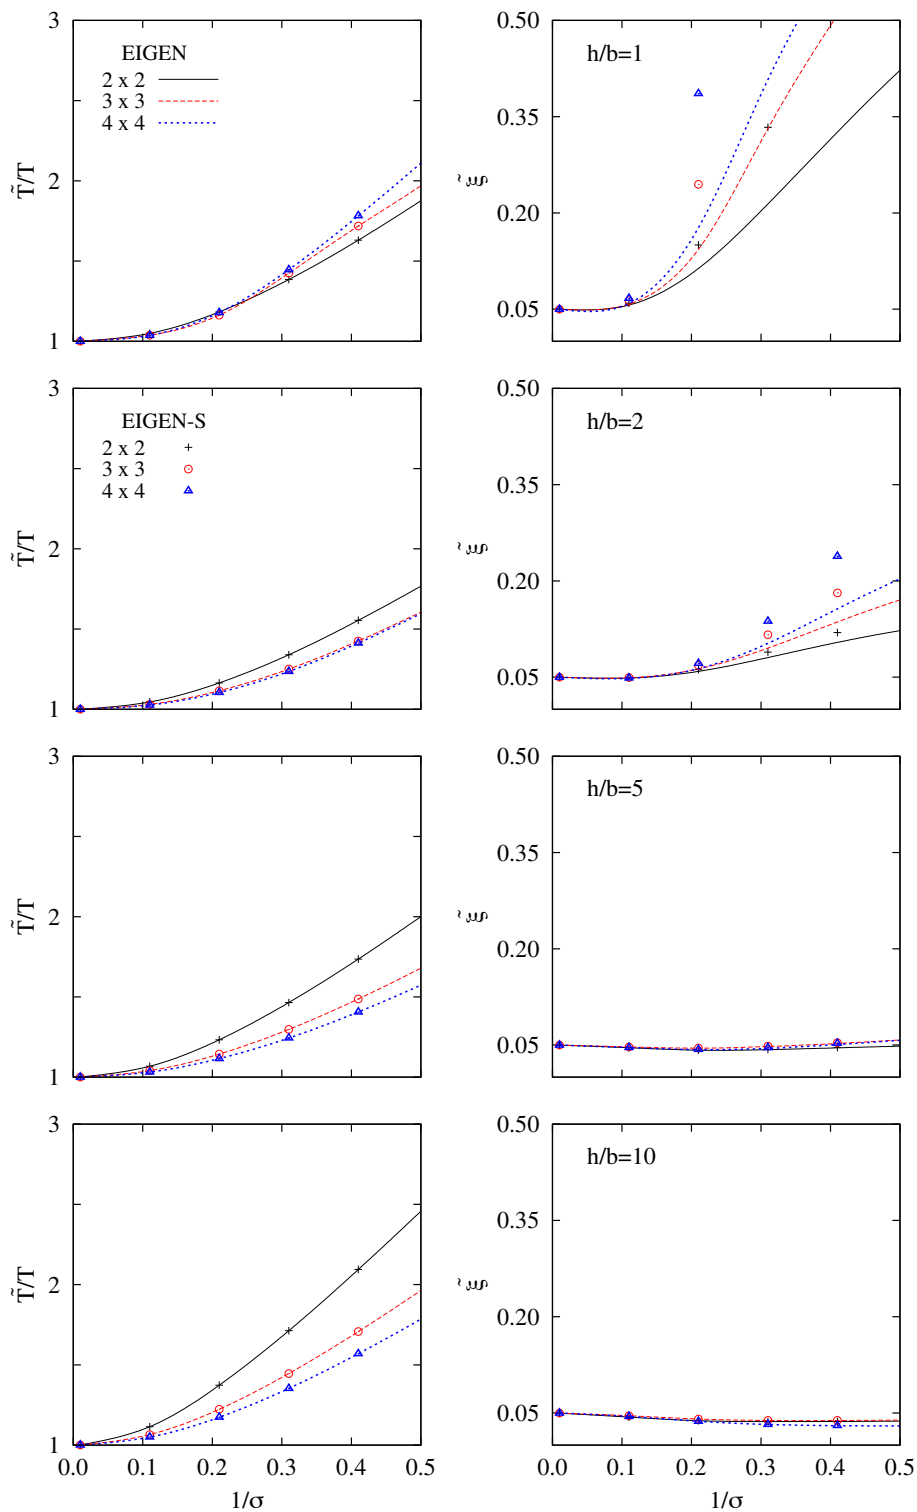 3
2
1
T̃/T
EIGEN
2 x 2
3 x 3
4 x 4
0.50
0.35
0.20
0.05
ξ̃
h/b=1
3
2
1
T̃/T
EIGEN-S
2 x 2
3 x 3
4 x 4
0.50
0.35
0.20
0.05
ξ̃
h/b=2
3
2
1
T̃/T
0.50
0.35
0.20
0.05
ξ̃
h/b=5
3
2
1
T̃/T
0.0 0.1 0.2 0.3 0.4 0.5
1/σ
0.50
0.35
0.20
0.05
ξ̃
h/b=10
0.0 0.1 0.2 0.3 0.4 0.5
1/σ